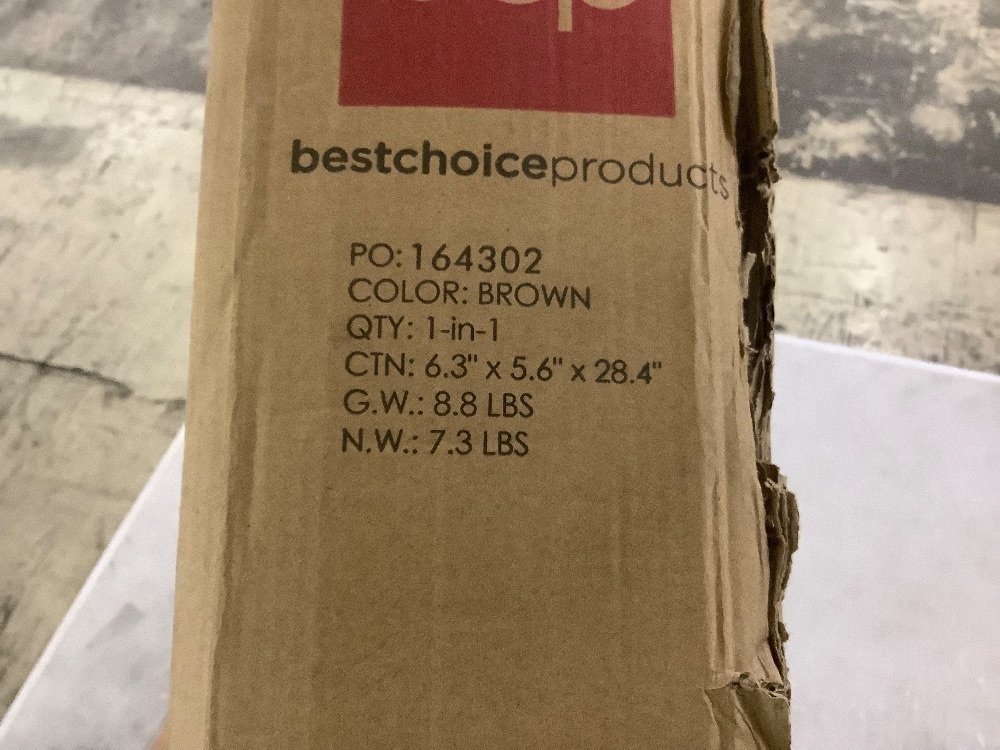 bestchoiceproducts
PO: 164302
COLOR: BROWN
QTY: 1-in-1
CTN: 6.3" x 5.6" x 28.4"
G.W.: 8.8 LBS
N.W.: 7.3 LBS